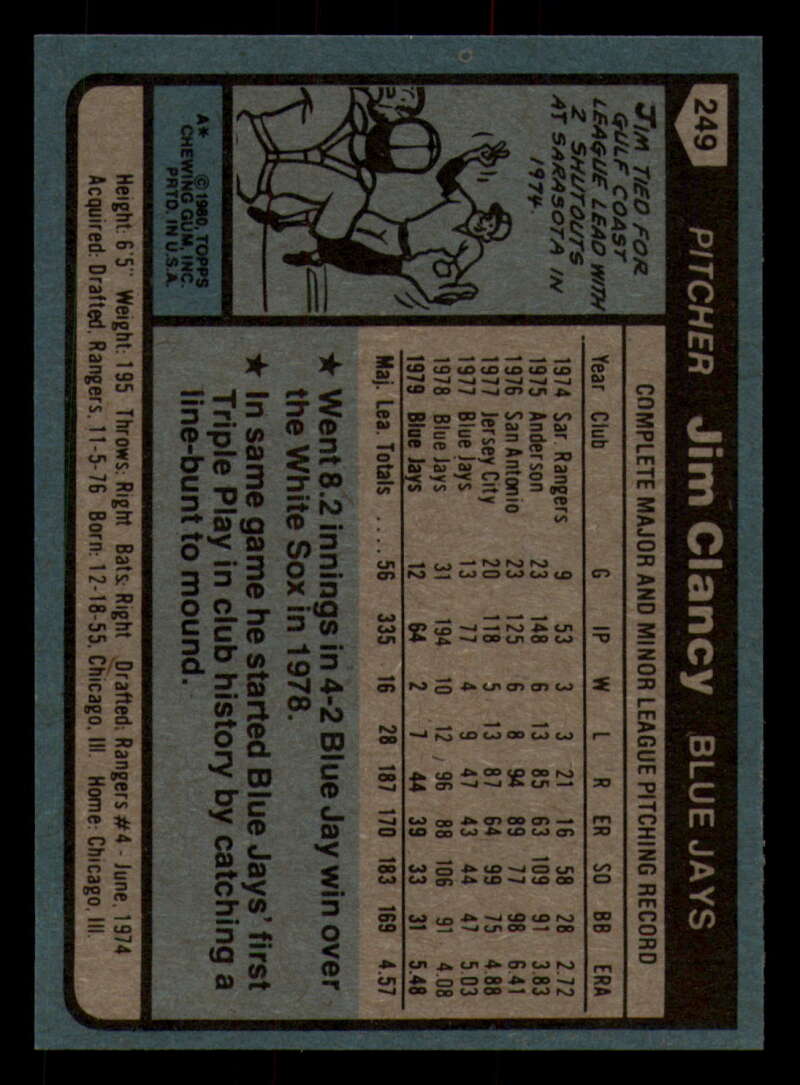 249 PITCHER Jim Clancy BLUE JAYS
JIM TIED FOR
GULF COAST
LEAGUE LEAD WITH
2 SHUTOUTS
AT SARASOTA IN
1974.
A* © 1980, TOPPS
CHEWING GUM, INC.
PRTD. IN U.S.A.
COMPLETE MAJOR AND MINOR LEAGUE PITCHING RECORD
Year Club G IP W L R ER SO BB ERA
1974 Sar. Rangers 9 53 3 3 21 16 58 28 2.72
1975 Anderson 23 148 6 13 85 63 109 91 3.83
1976 San Antonio 23 125 6 8 94 89 77 98 6.41
1977 Jersey City 20 118 5 13 87 64 99 75 4.88
1977 Blue Jays 13 77 4 9 47 43 44 47 5.03
1978 Blue Jays 31 194 10 12 96 88 106 91 4.08
1979 Blue Jays 12 64 2 7 44 39 33 31 5.48
Maj. Lea. Totals .... 56 335 16 28 187 170 183 169 4.57
★ Went 8.2 innings in 4-2 Blue Jay win over
the White Sox in 1978.
★ In same game he started Blue Jays' first
Triple Play in club history by catching a
line-bunt to mound.
Height: 6'5" Weight: 195 Throws: Right Bats: Right Drafted: Rangers #4 - June, 1974
Acquired: Drafted, Rangers, 11-5-76 Born: 12-18-55, Chicago, Ill. Home: Chicago, Ill.